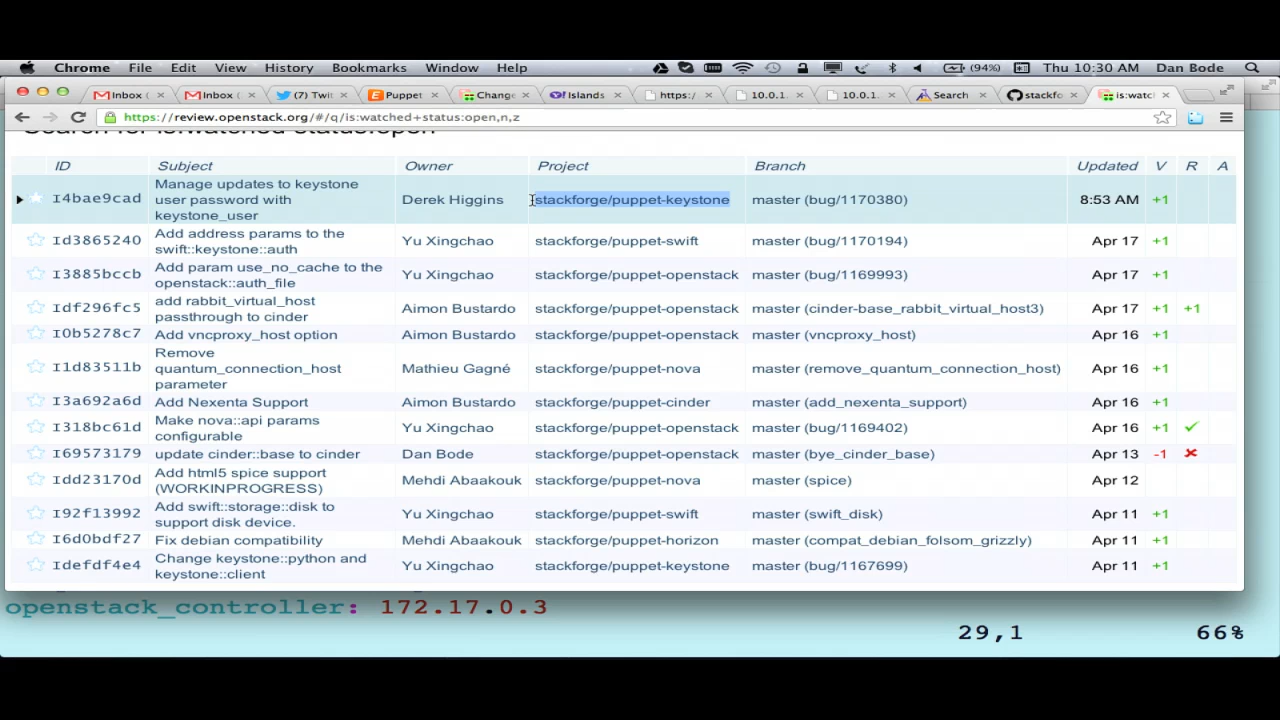 Chrome File Edit View History Bookmarks Window Help (94%) Thu 10:30 AM Dan Bode
Inbox ( Inbox ( (7) Twit Puppet Change Islands https:/ 10.0.1. 10.0.1. Search stackfo is:watc
https://review.openstack.org/#/q/is:watched+status:open,n,z
Search for is:watched status:open
ID Subject Owner Project Branch Updated V R A
I4bae9cad Manage updates to keystone user password with keystone_user Derek Higgins stackforge/puppet-keystone master (bug/1170380) 8:53 AM +1
Id3865240 Add address params to the swift::keystone::auth Yu Xingchao stackforge/puppet-swift master (bug/1170194) Apr 17 +1
I3885bccb Add param use_no_cache to the openstack::auth_file Yu Xingchao stackforge/puppet-openstack master (bug/1169993) Apr 17 +1
Idf296fc5 add rabbit_virtual_host passthrough to cinder Aimon Bustardo stackforge/puppet-openstack master (cinder-base_rabbit_virtual_host3) Apr 17 +1 +1
I0b5278c7 Add vncproxy_host option Aimon Bustardo stackforge/puppet-openstack master (vncproxy_host) Apr 16 +1
I1d83511b Remove quantum_connection_host parameter Mathieu Gagné stackforge/puppet-nova master (remove_quantum_connection_host) Apr 16 +1
I3a692a6d Add Nexenta Support Aimon Bustardo stackforge/puppet-cinder master (add_nexenta_support) Apr 16 +1
I318bc61d Make nova::api params configurable Yu Xingchao stackforge/puppet-openstack master (bug/1169402) Apr 16 +1 ✓
I69573179 update cinder::base to cinder Dan Bode stackforge/puppet-openstack master (bye_cinder_base) Apr 13 -1 ✗
Idd23170d Add html5 spice support (WORKINPROGRESS) Mehdi Abaakouk stackforge/puppet-nova master (spice) Apr 12
I92f13992 Add swift::storage::disk to support disk device. Yu Xingchao stackforge/puppet-swift master (swift_disk) Apr 11 +1
I6d0bdf27 Fix debian compatibility Mehdi Abaakouk stackforge/puppet-horizon master (compat_debian_folsom_grizzly) Apr 11 +1
Idefdf4e4 Change keystone::python and keystone::client Yu Xingchao stackforge/puppet-keystone master (bug/1167699) Apr 11 +1
openstack_controller: 172.17.0.3
29,1 66%